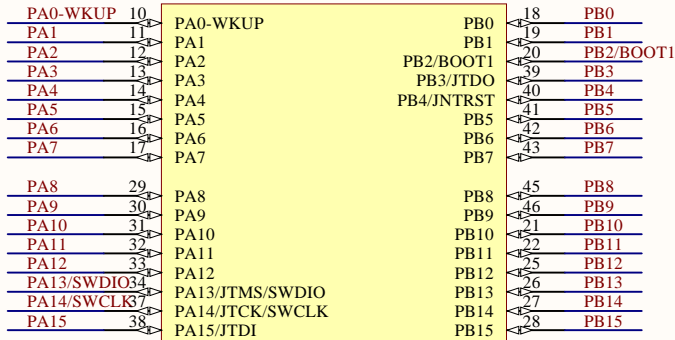 PA0-WKUP 10 PA0-WKUP PB0 18 PB0
PA1 11 PA1 PB1 19 PB1
PA2 12 PA2 PB2/BOOT1 20 PB2/BOOT1
PA3 13 PA3 PB3/JTDO 39 PB3
PA4 14 PA4 PB4/JNTRST 40 PB4
PA5 15 PA5 PB5 41 PB5
PA6 16 PA6 PB6 42 PB6
PA7 17 PA7 PB7 43 PB7
PA8 29 PA8 PB8 45 PB8
PA9 30 PA9 PB9 46 PB9
PA10 31 PA10 PB10 21 PB10
PA11 32 PA11 PB11 22 PB11
PA12 33 PA12 PB12 25 PB12
PA13/SWDIO 34 PA13/JTMS/SWDIO PB13 26 PB13
PA14/SWCLK 37 PA14/JTCK/SWCLK PB14 27 PB14
PA15 38 PA15/JTDI PB15 28 PB15